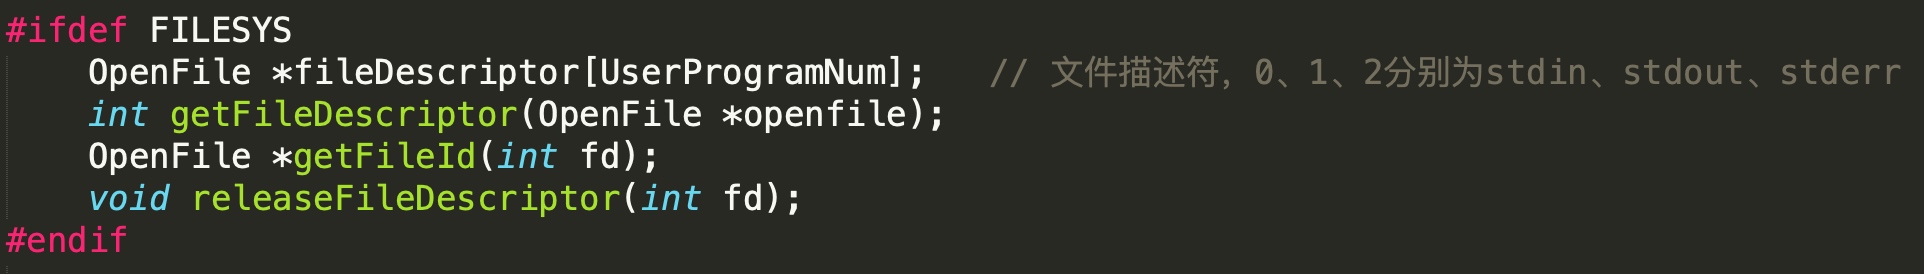 #ifdef FILESYS
    OpenFile *fileDescriptor[UserProgramNum];   // 文件描述符，0、1、2分别为stdin、stdout、stderr
    int getFileDescriptor(OpenFile *openfile);
    OpenFile *getFileId(int fd);
    void releaseFileDescriptor(int fd);
#endif